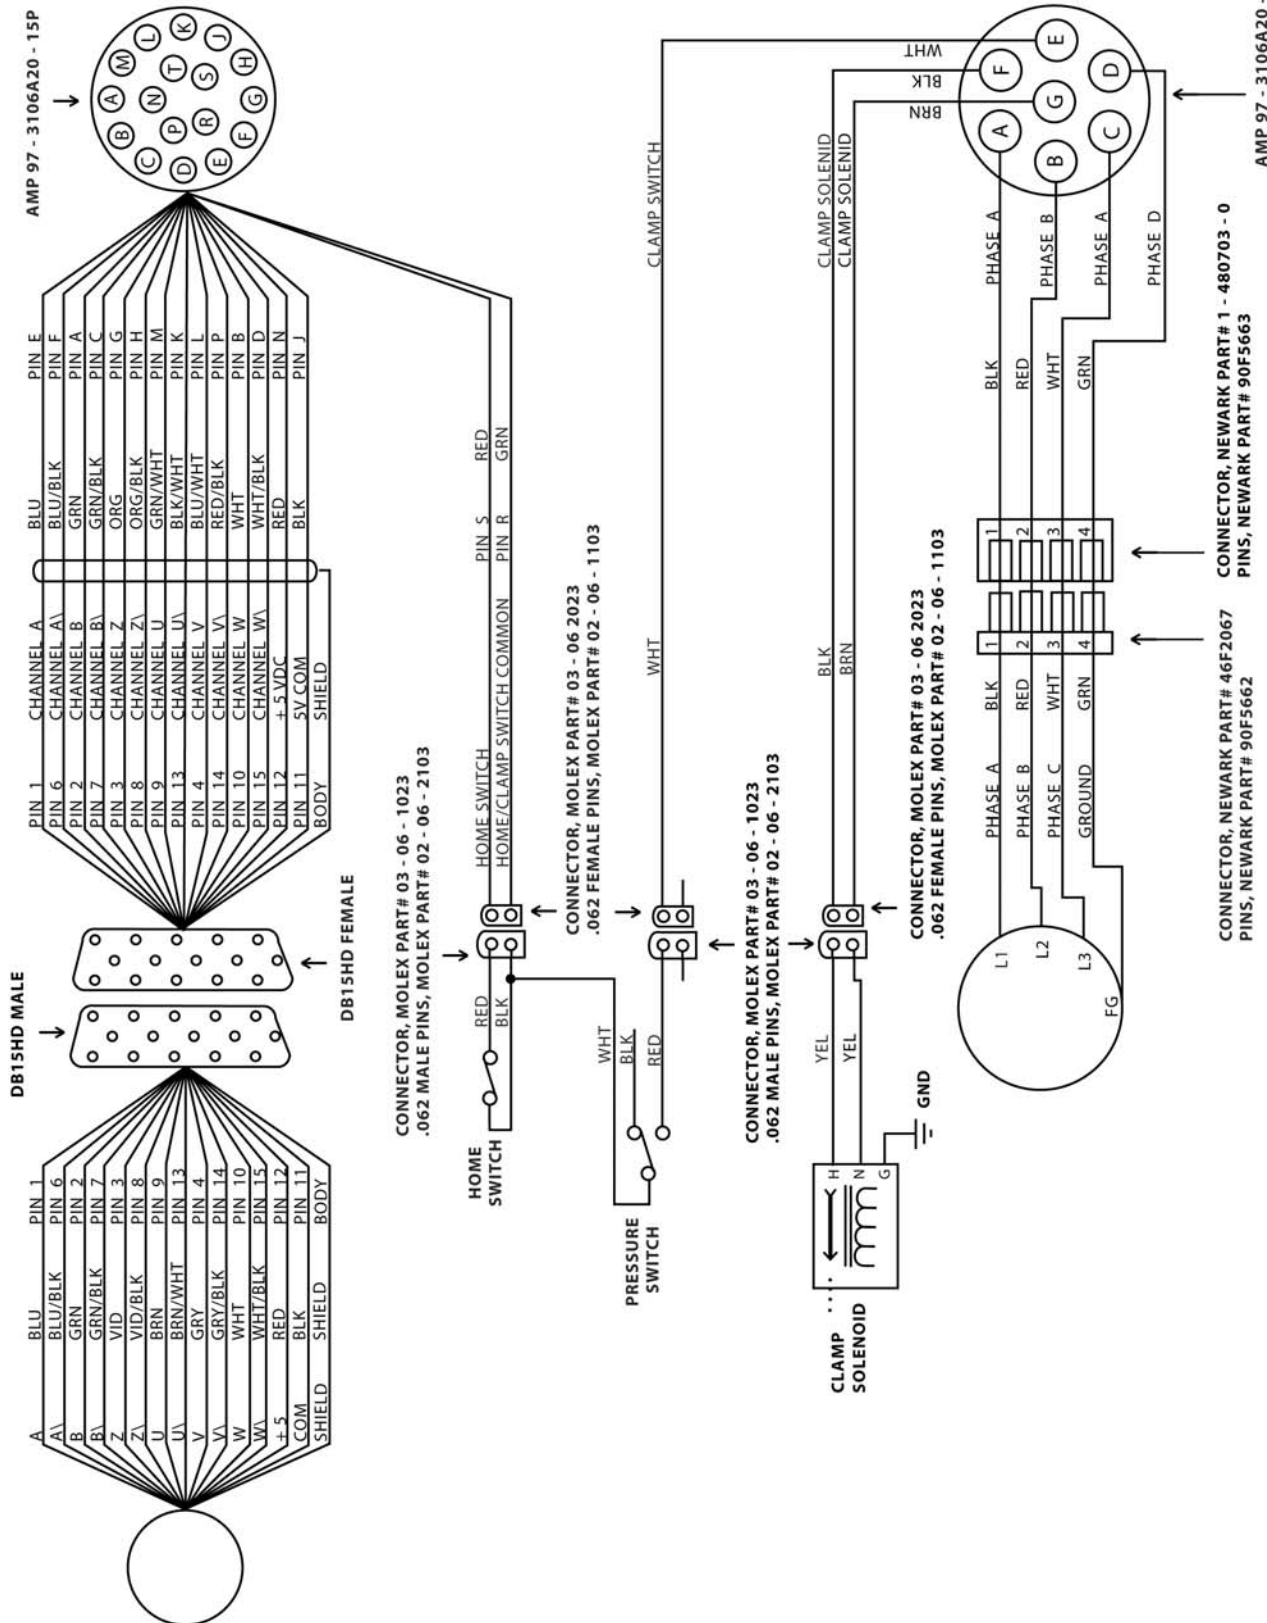 DB15HD MALE
DB15HD FEMALE
AMP 97 - 3106A20 - 15P
A BLU PIN 1
A\ BLU/BLK PIN 6
B GRN PIN 2
B\ GRN/BLK PIN 7
Z VID PIN 3
Z\ VID/BLK PIN 8
U BRN PIN 9
U\ BRN/WHT PIN 13
V GRY PIN 4
V\ GRY/BLK PIN 14
W WHT PIN 10
W\ WHT/BLK PIN 15
+ 5 RED PIN 12
COM BLK PIN 11
SHIELD SHIELD BODY
PIN 1 CHANNEL A BLU PIN E
PIN 6 CHANNEL A\ BLU/BLK PIN F
PIN 2 CHANNEL B GRN PIN A
PIN 7 CHANNEL B\ GRN/BLK PIN C
PIN 3 CHANNEL Z ORG PIN G
PIN 8 CHANNEL Z\ ORG/BLK PIN H
PIN 9 CHANNEL U GRN/WHT PIN M
PIN 13 CHANNEL U\ BLK/WHT PIN K
PIN 4 CHANNEL V BLU/WHT PIN L
PIN 14 CHANNEL V\ RED/BLK PIN P
PIN 10 CHANNEL W WHT PIN B
PIN 15 CHANNEL W\ WHT/BLK PIN D
PIN 12 + 5 VDC RED PIN N
PIN 11 5V COM BLK PIN J
BODY SHIELD
A
B
C
D
E
F
G
H
J
K
L
M
N
P
R
S
T
CONNECTOR, MOLEX PART# 03 - 06 - 1023
.062 MALE PINS, MOLEX PART# 02 - 06 - 2103
HOME SWITCH PIN S RED
HOME/CLAMP SWITCH COMMON PIN R GRN
RED
BLK
HOME
SWITCH
CONNECTOR, MOLEX PART# 03 - 06 2023
.062 FEMALE PINS, MOLEX PART# 02 - 06 - 1103
WHT
BLK
RED
PRESSURE
SWITCH
WHT CLAMP SWITCH WHT
CONNECTOR, MOLEX PART# 03 - 06 - 1023
.062 MALE PINS, MOLEX PART# 02 - 06 - 2103
YEL
YEL
H
N
G
GND
CLAMP
SOLENOID
BLK CLAMP SOLENID BLK
BRN CLAMP SOLENID BRN
CONNECTOR, MOLEX PART# 03 - 06 2023
.062 FEMALE PINS, MOLEX PART# 02 - 06 - 1103
L1 PHASE A BLK 1 1 BLK PHASE A
L2 PHASE B RED 2 2 RED PHASE B
L3 PHASE C WHT 3 3 WHT PHASE A
FG GROUND GRN 4 4 GRN PHASE D
A
B
C
D
E
F
G
CONNECTOR, NEWARK PART# 46F2067
PINS, NEWARK PART# 90F5662
CONNECTOR, NEWARK PART# 1 - 480703 - 0
PINS, NEWARK PART# 90F5663
AMP 97 - 3106A20 -